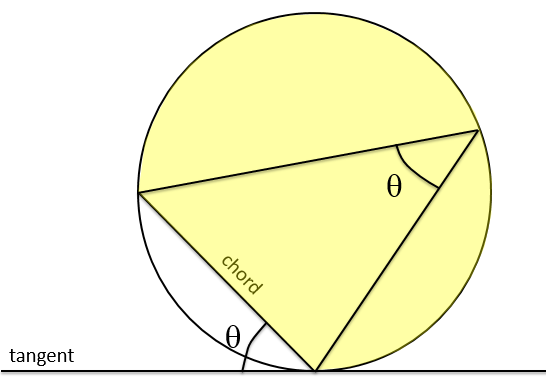 θ
chord
θ
tangent